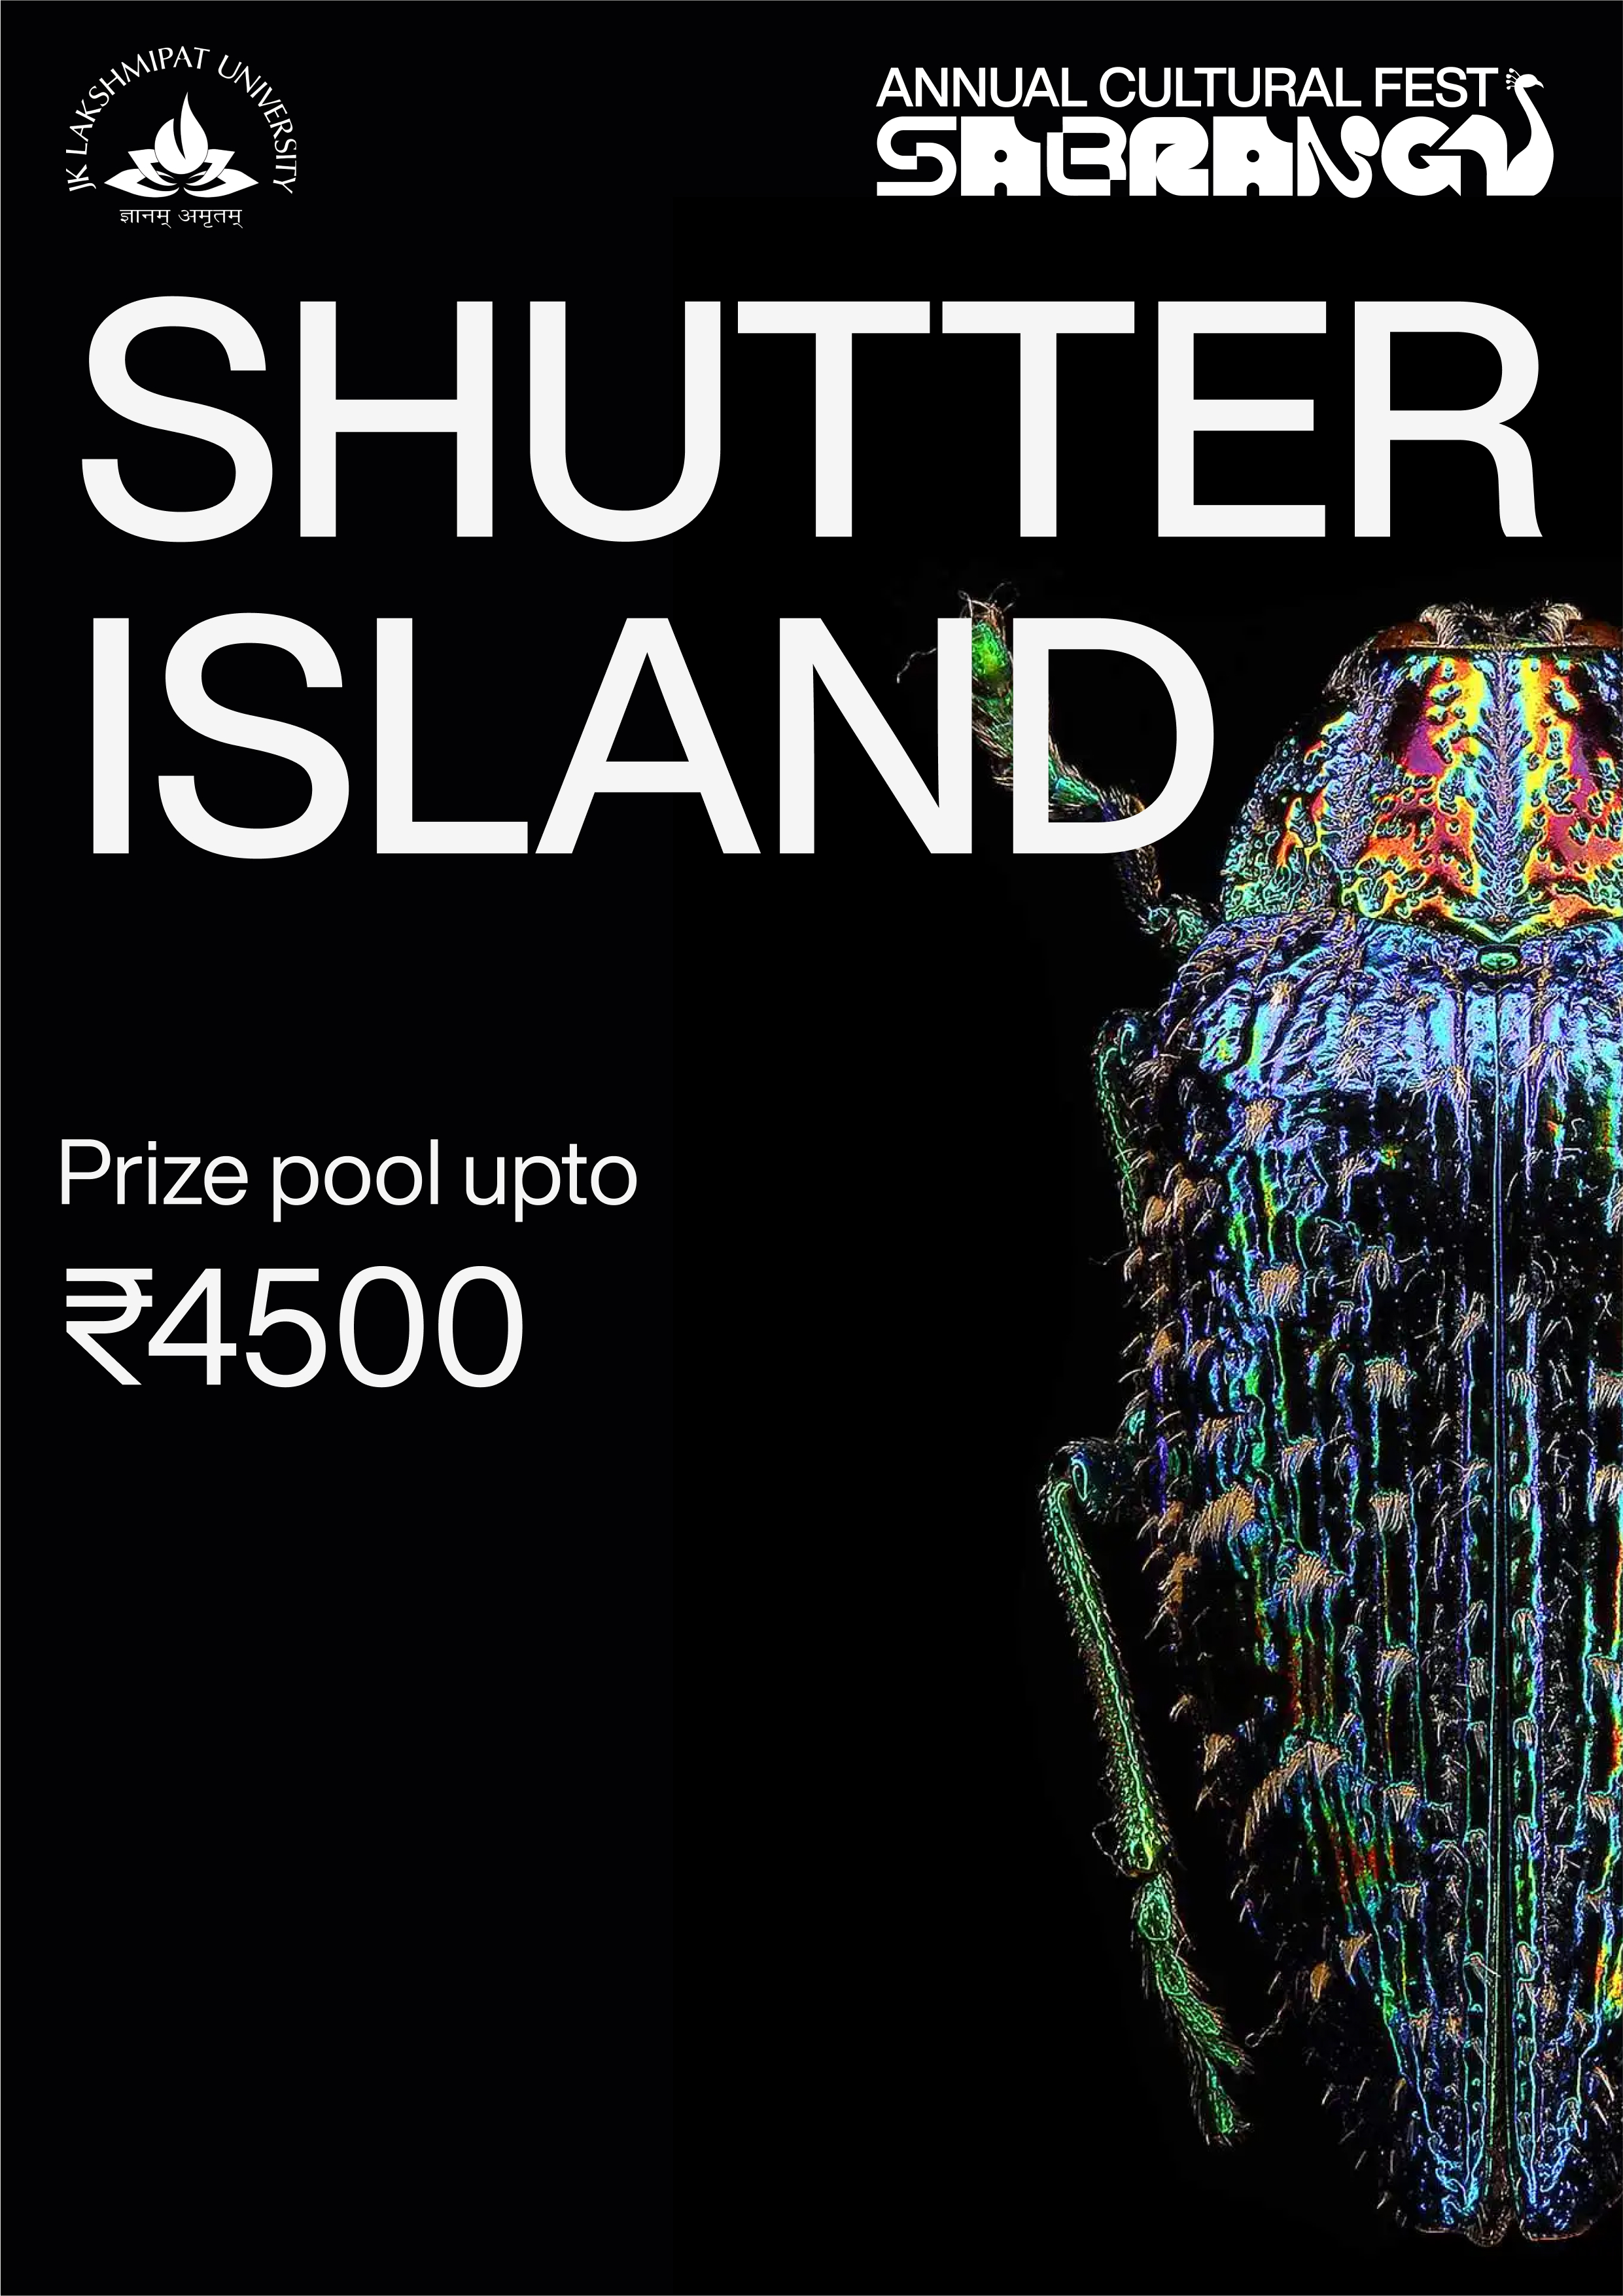 JK LAKSHMIPAT UNIVERSITY
ज्ञानम् अमृतम्
ANNUAL CULTURAL FEST
SABRANG
SHUTTER
ISLAND
Prize pool upto
₹4500